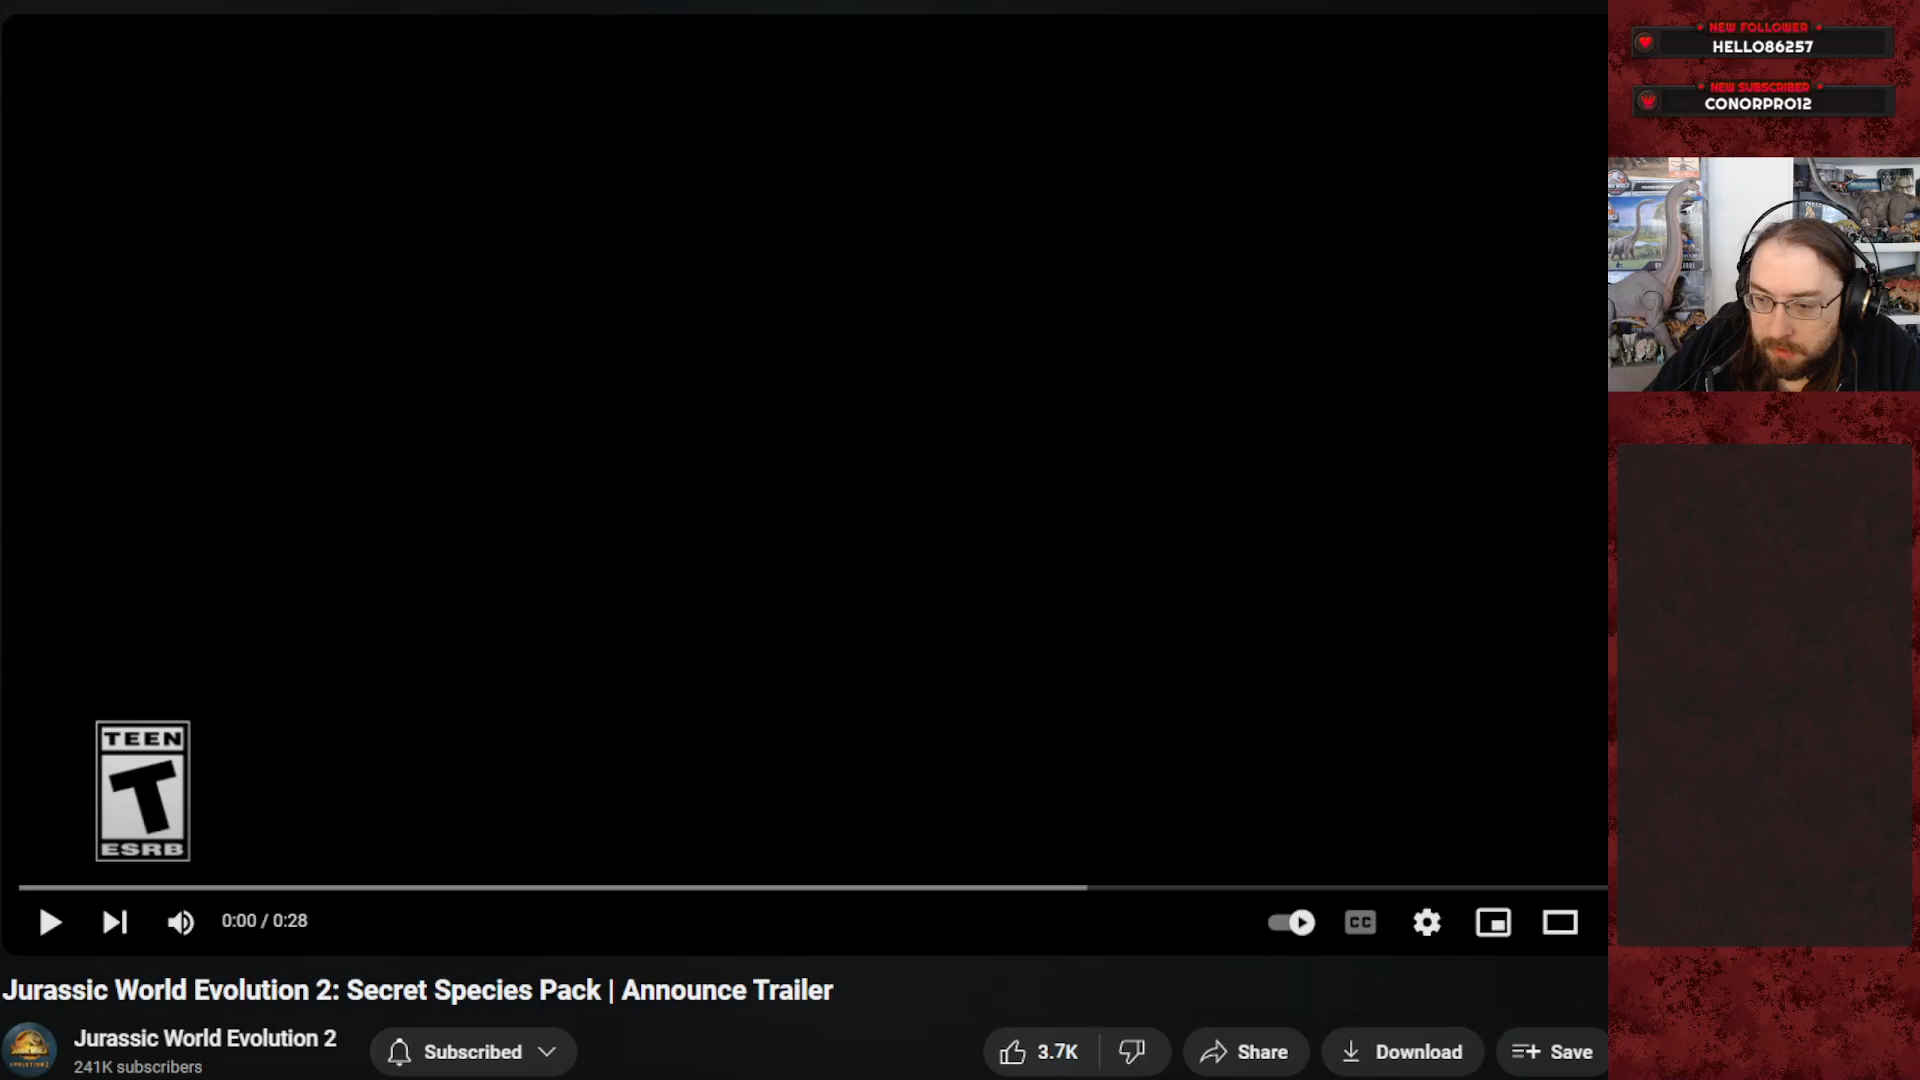 NEW FOLLOWER
HELLO86257
NEW SUBSCRIBER
CONORPRO12
TEEN
T
ESRB
0:00 / 0:28
CC
Jurassic World Evolution 2: Secret Species Pack | Announce Trailer
Jurassic World Evolution 2
241K subscribers
Subscribed
3.7K
Share
Download
Save